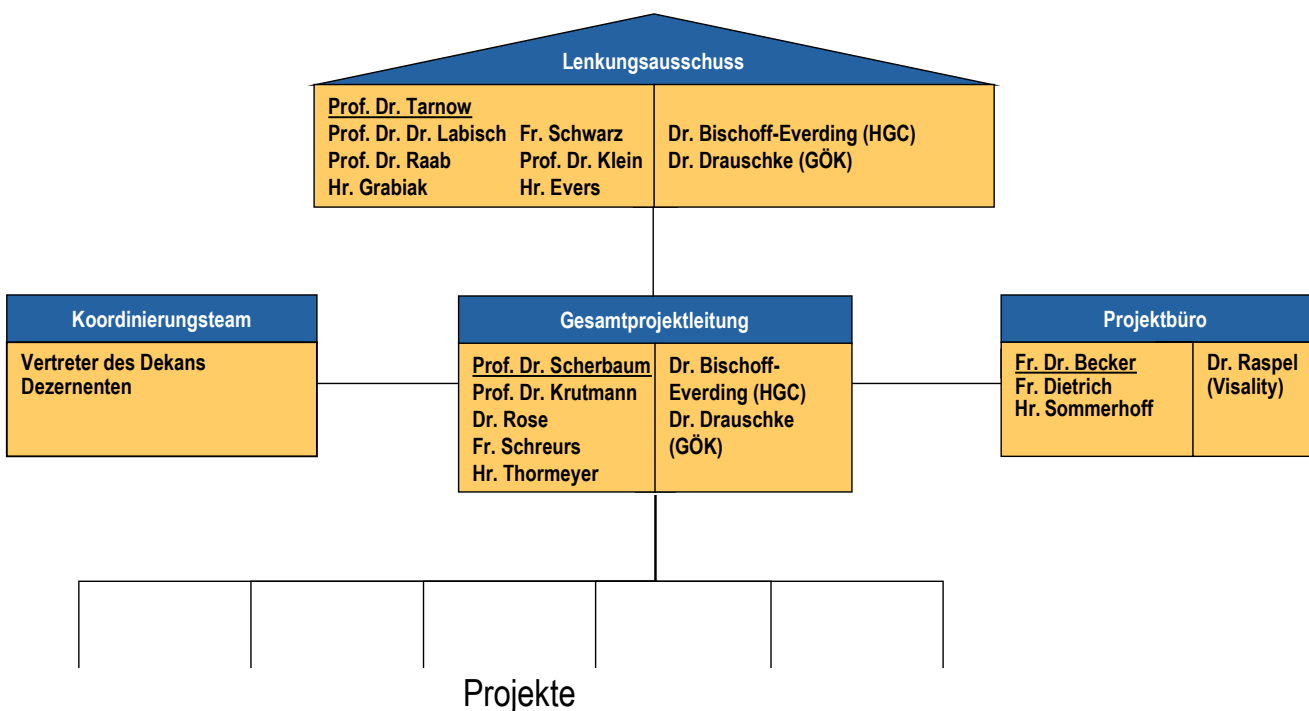 Lenkungsausschuss
Prof. Dr. Tarnow
Prof. Dr. Dr. Labisch Fr. Schwarz
Prof. Dr. Raab Prof. Dr. Klein
Hr. Grabiak Hr. Evers
Dr. Bischoff-Everding (HGC)
Dr. Drauschke (GÖK)
Koordinierungsteam
Vertreter des Dekans
Dezernenten
Gesamtprojektleitung
Prof. Dr. Scherbaum
Prof. Dr. Krutmann
Dr. Rose
Fr. Schreurs
Hr. Thormeyer
Dr. Bischoff-
Everding (HGC)
Dr. Drauschke
(GÖK)
Projektbüro
Fr. Dr. Becker
Fr. Dietrich
Hr. Sommerhoff
Dr. Raspel
(Visality)
Projekte